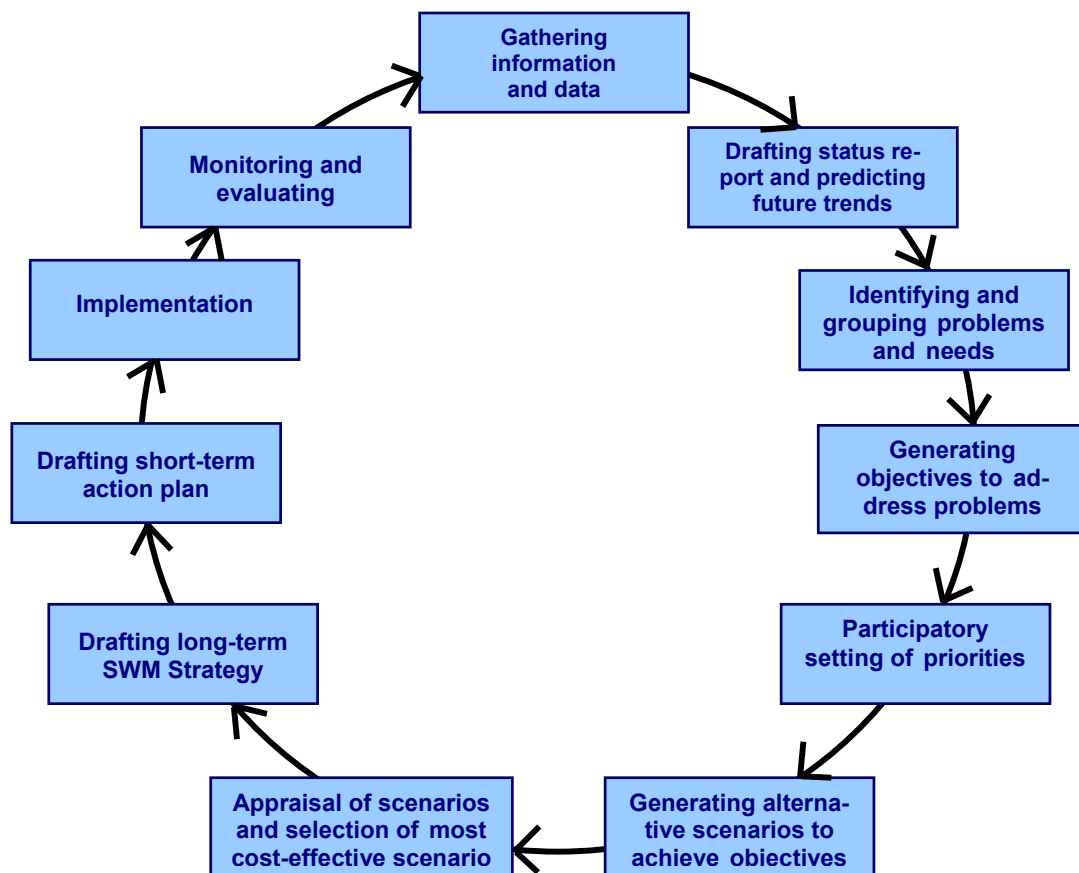 Gathering
information
and data
Drafting status re-
port and predicting
future trends
Identifying and
grouping problems
and needs
Generating
objectives to ad-
dress problems
Participatory
setting of priorities
Generating alterna-
tive scenarios to
achieve objectives
Appraisal of scenarios
and selection of most
cost-effective scenario
Drafting long-term
SWM Strategy
Drafting short-term
action plan
Implementation
Monitoring and
evaluating